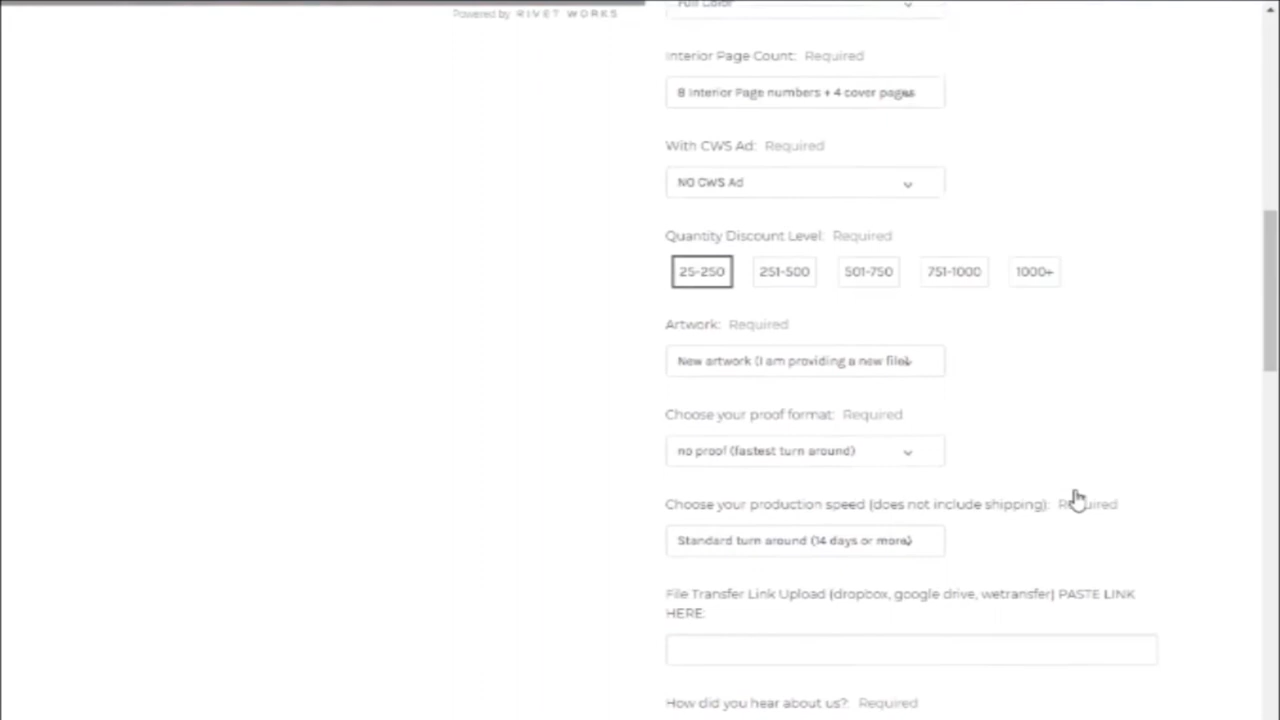 Powered by RIVET WORKS
Full Color
Interior Page Count: Required
8 Interior Page numbers + 4 cover pages
With CWS Ad: Required
NO CWS Ad
Quantity Discount Level: Required
25-250 251-500 501-750 751-1000 1000+
Artwork: Required
New artwork (I am providing a new file)
Choose your proof format: Required
no proof (fastest turn around)
Choose your production speed (does not include shipping): Required
Standard turn around (14 days or more)
File Transfer Link Upload (dropbox, google drive, wetransfer) PASTE LINK
HERE:
How did you hear about us?: Required